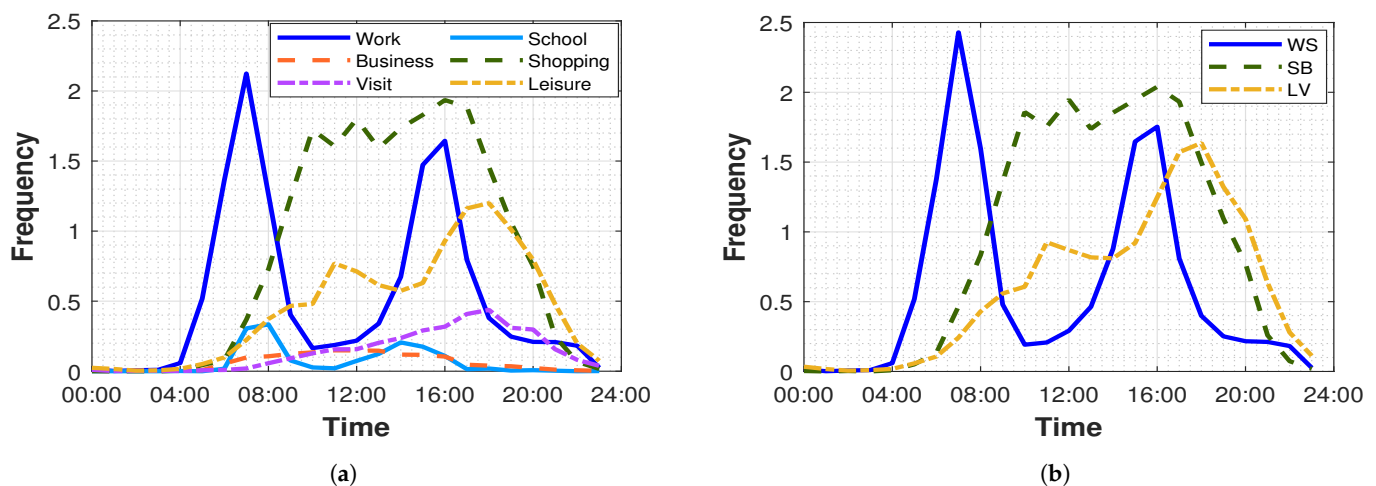 2.5
2
1.5
1
0.5
0
Frequency
Work
School
Business
Shopping
Visit
Leisure
00:00 04:00 08:00 12:00 16:00 20:00 24:00
Time
(a)
2.5
2
1.5
1
0.5
0
Frequency
WS
SB
LV
00:00 04:00 08:00 12:00 16:00 20:00 24:00
Time
(b)